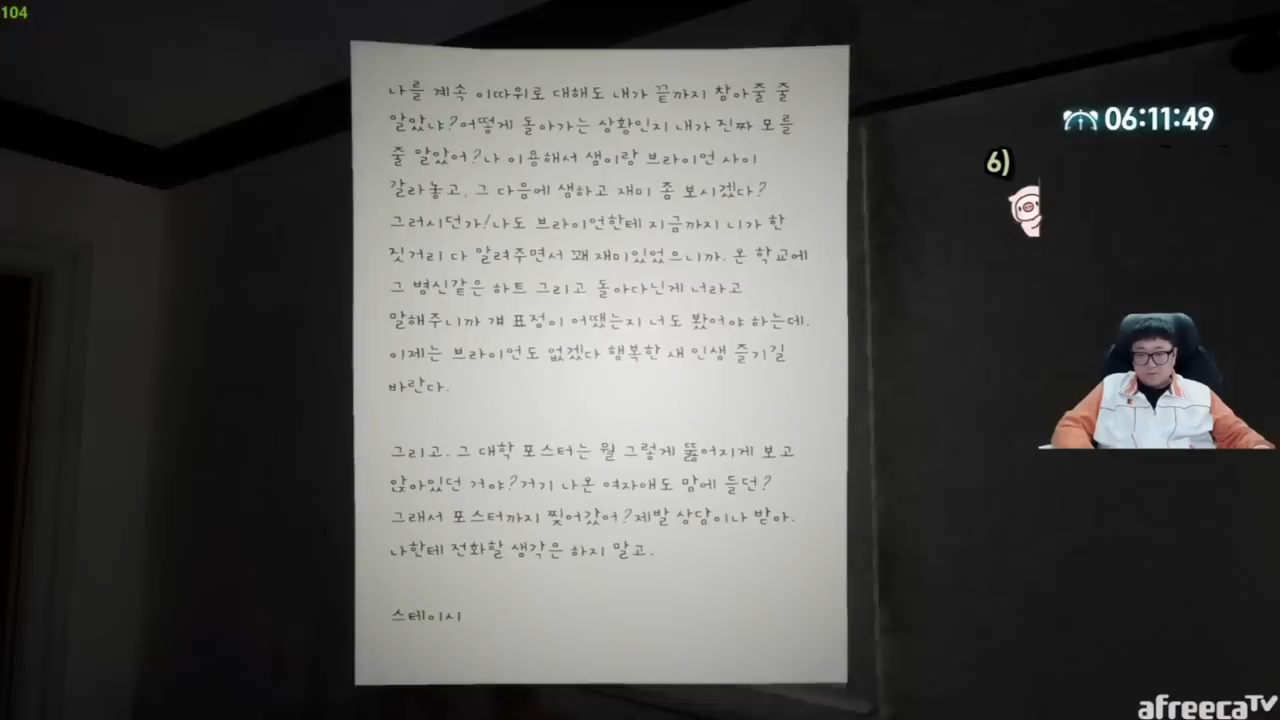 104
나를 계속 이따위로 대해도 내가 끝까지 참아줄 줄
알았냐?어떻게 돌아가는 상황인지 내가 진짜 모를
줄 알았어?나 이용해서 샘이랑 브라이언 사이
갈라놓고, 그 다음에 샘하고 재미 좀 보시겠다?
그러시던가!나도 브라이언한테 지금까지 니가 한
짓거리 다 알려주면서 꽤 재미있었으니까. 온 학교에
그 병신같은 하트 그리고 돌아다닌게 너라고
말해주니까 걔 표정이 어땠는지 너도 봤어야 하는데.
이제는 브라이언도 없겠다 행복한 새 인생 즐기길
바란다.
그리고, 그 대학 포스터는 뭘 그렇게 뚫어지게 보고
앉아있던 거야?거기 나온 여자애도 맘에 들던?
그래서 포스터까지 찢어갔어?제발 상담이나 받아.
나한테 전화할 생각은 하지 말고.
스테이시
06:11:49
6)
afreecaTV